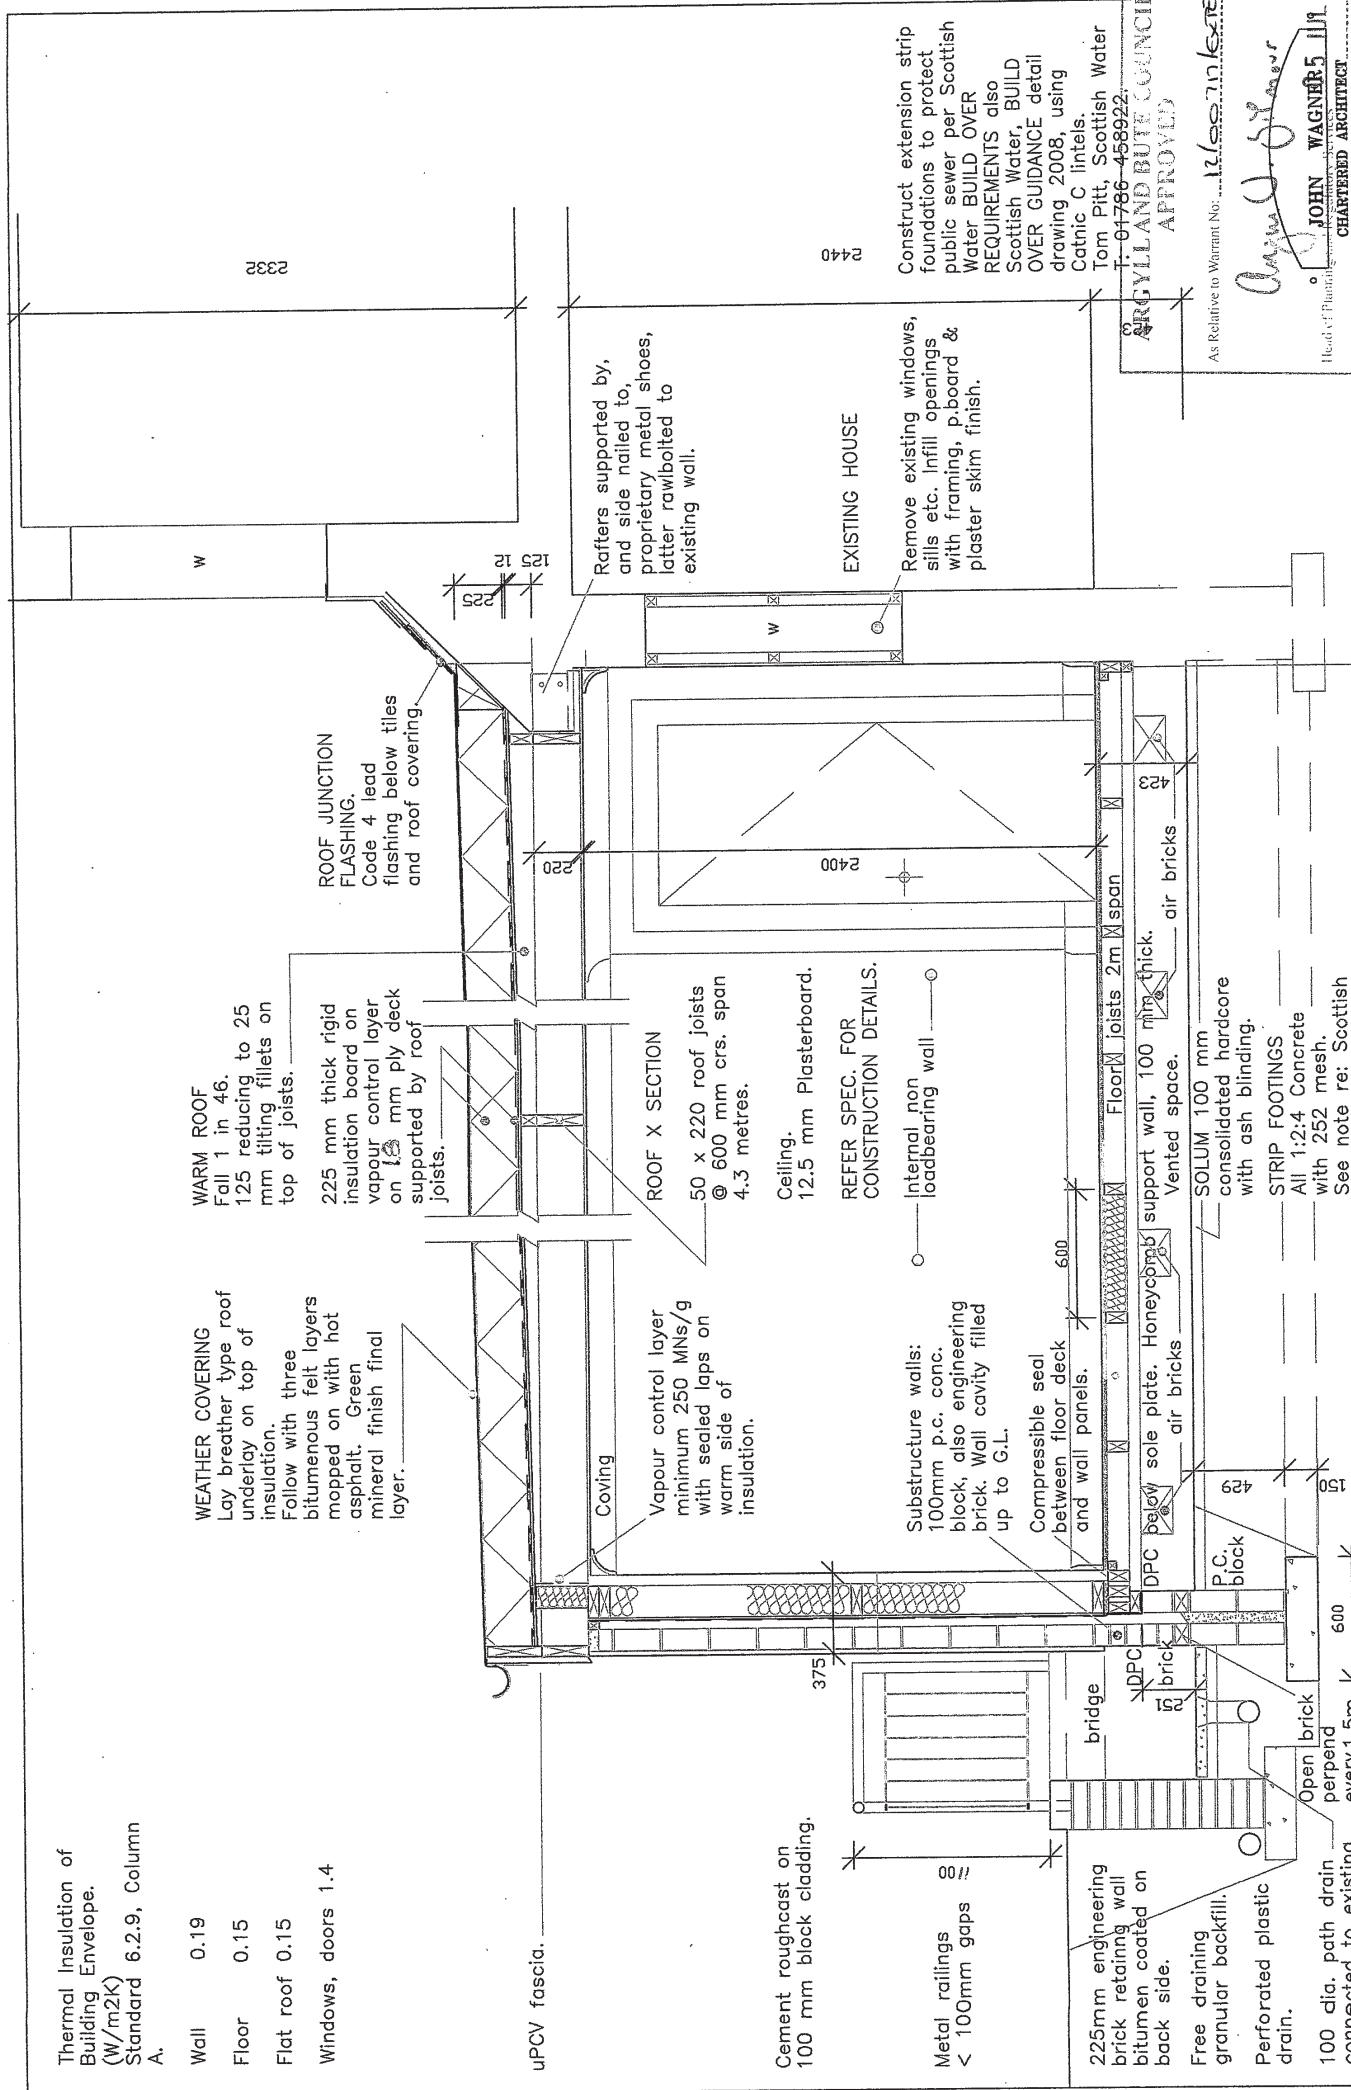 Thermal Insulation of
Building Envelope.
(W/m2K)
Standard 6.2.9, Column
A.
Wall 0.19
Floor 0.15
Flat roof 0.15
Windows, doors 1.4
uPCV fascia.
Cement roughcast on
100 mm block cladding.
Metal railings
< 100mm gaps
1100
225mm engineering
brick retainng wall
bitumen coated on
back side.
Free draining
granular backfill.
Perforated plastic
drain.
100 dia. path drain
connected to existing
Open brick
perpend
every 1.5m
WEATHER COVERING
Lay breather type roof
underlay on top of
insulation.
Follow with three
bitumenous felt layers
mopped on with hot
asphalt. Green
mineral finish final
layer.
WARM ROOF
Fall 1 in 46.
125 reducing to 25
mm tilting fillets on
top of joists.
225 mm thick rigid
insulation board on
vapour control layer
on 18 mm ply deck
supported by roof
joists.
ROOF JUNCTION
FLASHING.
Code 4 lead
flashing below tiles
and roof covering.
Coving
Vapour control layer
minimum 250 MNs/g
with sealed laps on
warm side of
insulation.
ROOF X SECTION
50 x 220 roof joists
@ 600 mm crs. span
4.3 metres.
Ceiling.
12.5 mm Plasterboard.
REFER SPEC. FOR
CONSTRUCTION DETAILS.
Internal non
loadbearing wall
Substructure walls:
100mm p.c. conc.
block, also engineering
brick. Wall cavity filled
up to G.L.
Compressible seal
between floor deck
and wall panels.
375
bridge
DPC
brick
251
600
220
2400
423
Floor joists 2m span
DPC below sole plate. Honeycomb support wall, 100 mm thick.
air bricks
Vented space.
air bricks
P.C.
block
429
150
600
SOLUM 100 mm
consolidated hardcore
with ash blinding.
STRIP FOOTINGS
All 1:2:4 Concrete
with 252 mesh.
See note re: Scottish
W
2332
225
12
125
Rafters supported by,
and side nailed to,
proprietary metal shoes,
latter rawlbolted to
existing wall.
W
EXISTING HOUSE
Remove existing windows,
sills etc. Infill openings
with framing, p.board &
plaster skim finish.
2440
Construct extension strip
foundations to protect
public sewer per Scottish
Water BUILD OVER
REQUIREMENTS also
Scottish Water, BUILD
OVER GUIDANCE detail
drawing 2008, using
Catnic C lintels.
Tom Pitt, Scottish Water
T: 01786 458922.
ARGYLL AND BUTE COUNCIL
APPROVED
As Relative to Warrant No:
JOHN WAGNER
CHARTERED ARCHITECT